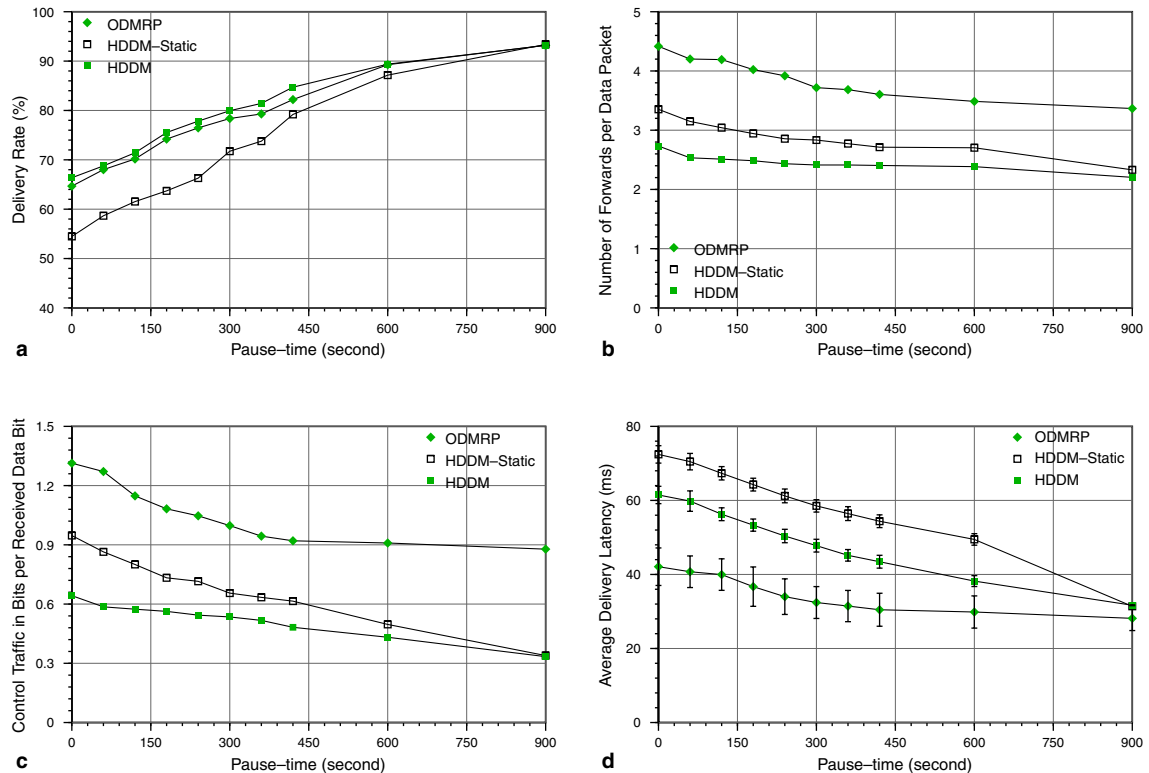 100
90
80
70
60
50
40
Delivery Rate (%)
ODMRP
HDDM–Static
HDDM
0 150 300 450 600 750 900
Pause–time (second)
a
5
4
3
2
1
0
Number of Forwards per Data Packet
ODMRP
HDDM–Static
HDDM
0 150 300 450 600 750 900
Pause–time (second)
b
1.5
1.2
0.9
0.6
0.3
0
Control Traffic in Bits per Received Data Bit
ODMRP
HDDM–Static
HDDM
0 150 300 450 600 750 900
Pause–time (second)
c
80
60
40
20
0
Average Delivery Latency (ms)
ODMRP
HDDM–Static
HDDM
0 150 300 450 600 750 900
Pause–time (second)
d